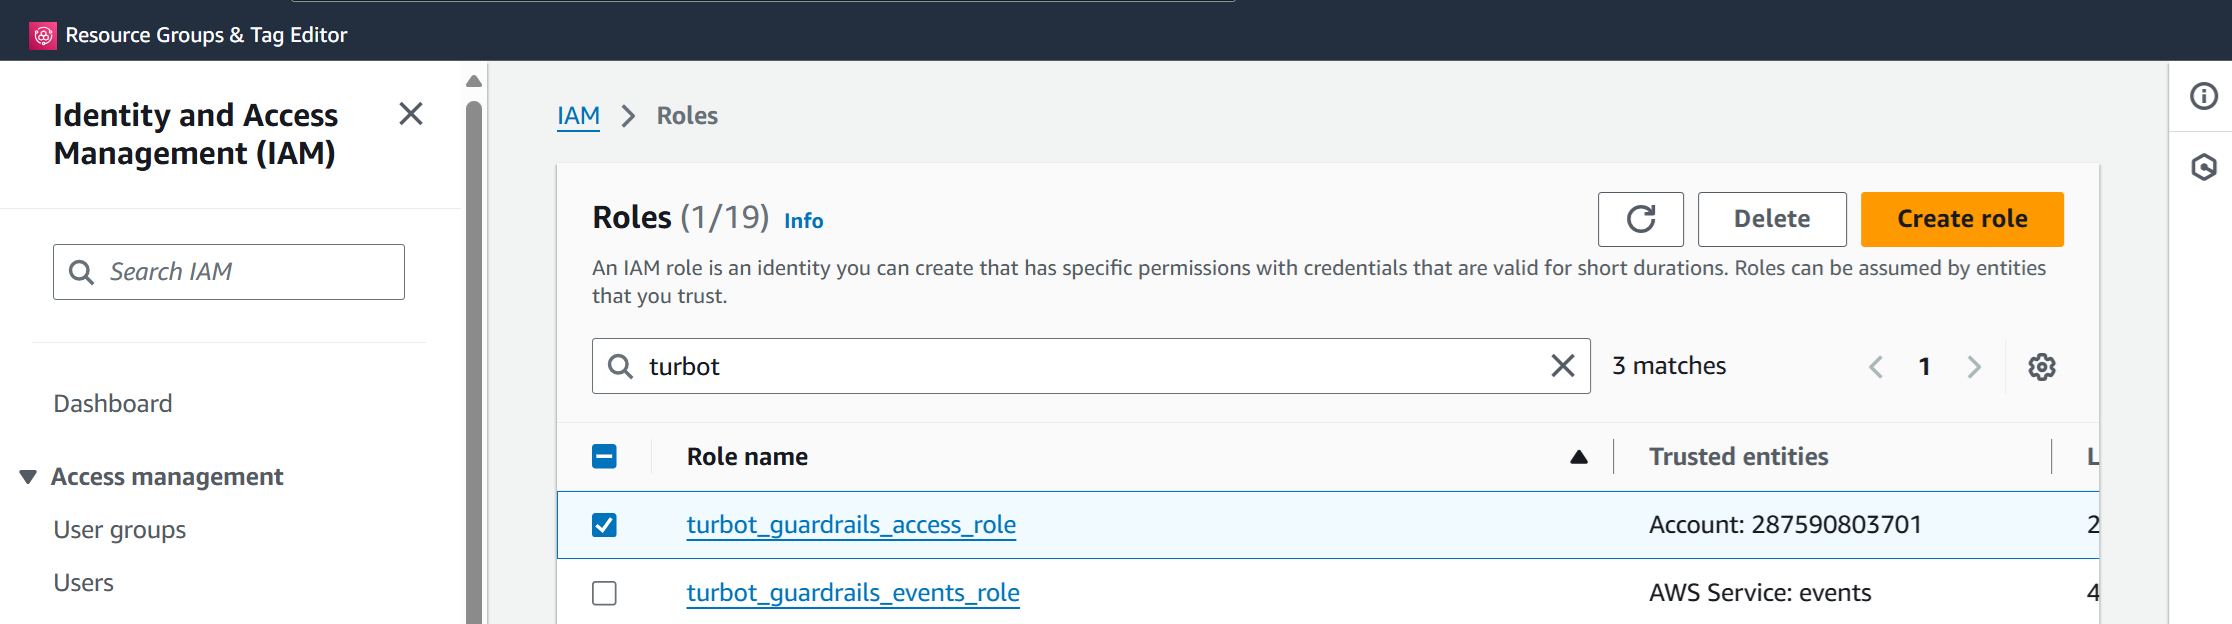 Resource Groups & Tag Editor
Identity and Access
Management (IAM)
Search IAM
Dashboard
Access management
User groups
Users
IAM > Roles
Roles (1/19) Info
Delete
Create role
An IAM role is an identity you can create that has specific permissions with credentials that are valid for short durations. Roles can be assumed by entities
that you trust.
turbot
3 matches
1
Role name
Trusted entities
L
turbot_guardrails_access_role
Account: 287590803701
2
turbot_guardrails_events_role
AWS Service: events
4